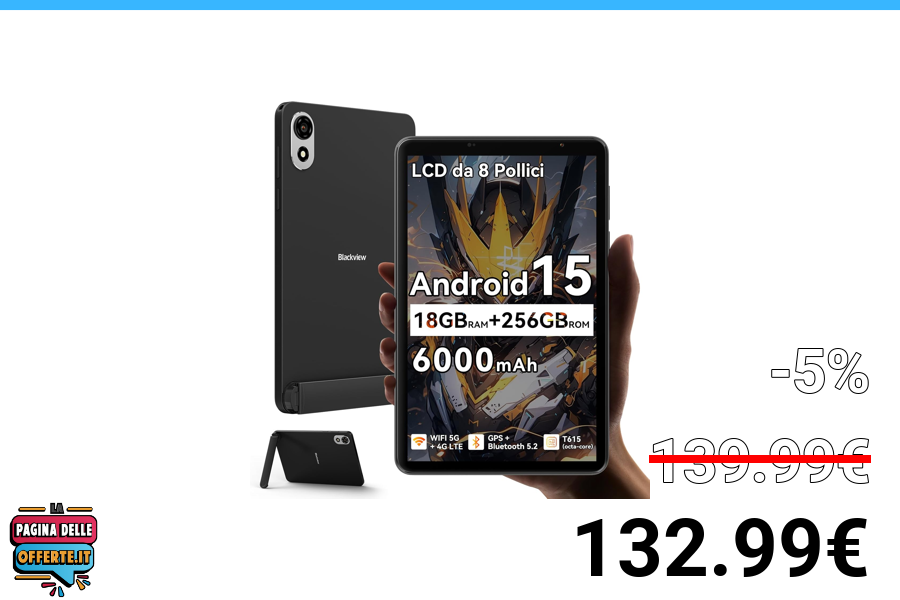 LCD da 8 Pollici
Blackview
Android 15
18GBRAM+256GBROM
6000mAh
WIFI 5G
+ 4G LTE
GPS +
Bluetooth 5.2
T615
(octa-core)
-5%
139.99€
132.99€
LA
PAGINA DELLE
OFFERTE.IT